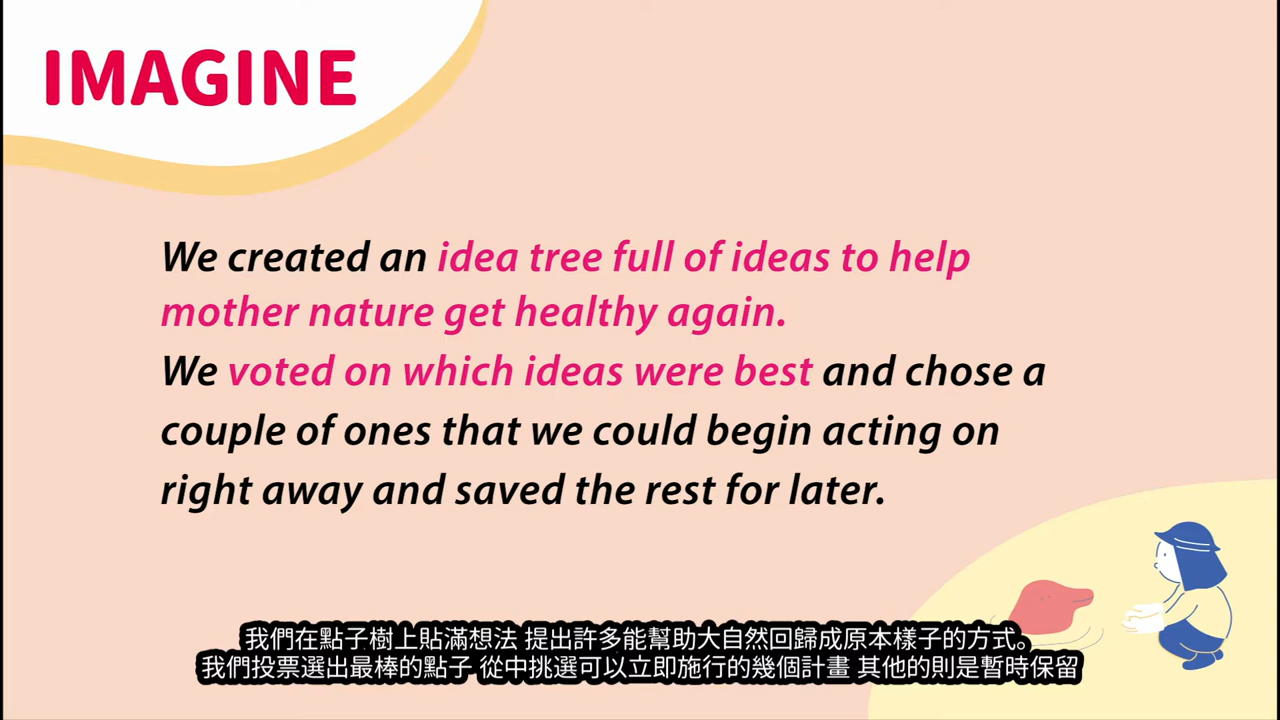 IMAGINE
We created an idea tree full of ideas to help
mother nature get healthy again.
We voted on which ideas were best and chose a
couple of ones that we could begin acting on
right away and saved the rest for later.
我們在點子樹上貼滿想法 提出許多能幫助大自然回歸成原本樣子的方式。
我們投票選出最棒的點子 從中挑選可以立即施行的幾個計畫 其他的則是暫時保留